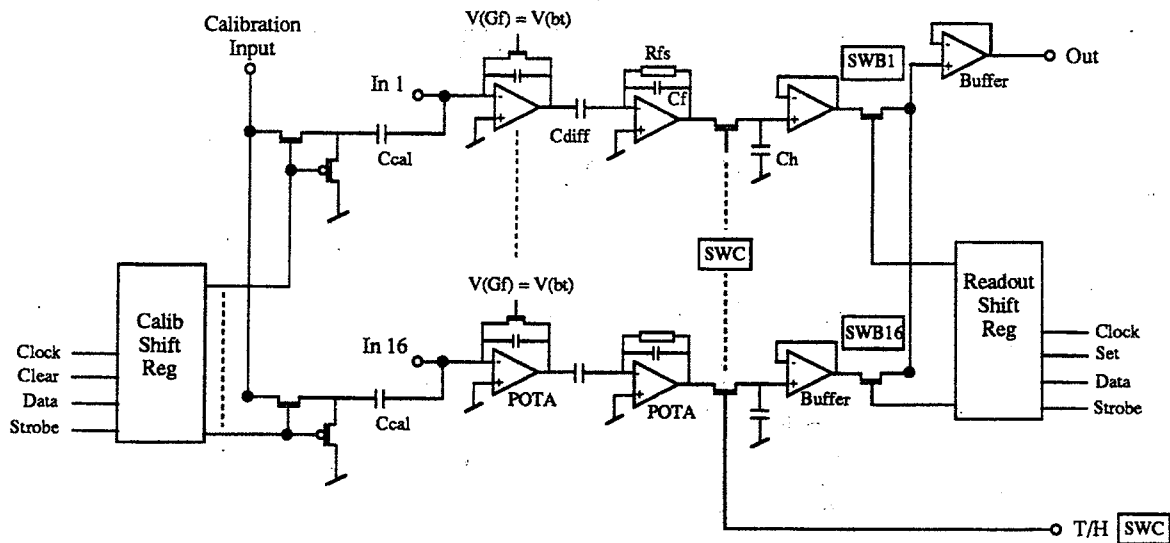 V(Gf) = V(bt)
Calibration
Input
In 1
Rfs
Cf
SWB1
Buffer
Out
Ccal
Cdiff
Ch
SWC
V(Gf) = V(bt)
Calib
Shift
Reg
Clock
Clear
Data
Strobe
In 16
Ccal
POTA
POTA
Buffer
SWB16
Readout
Shift
Reg
Clock
Set
Data
Strobe
T/H SWC